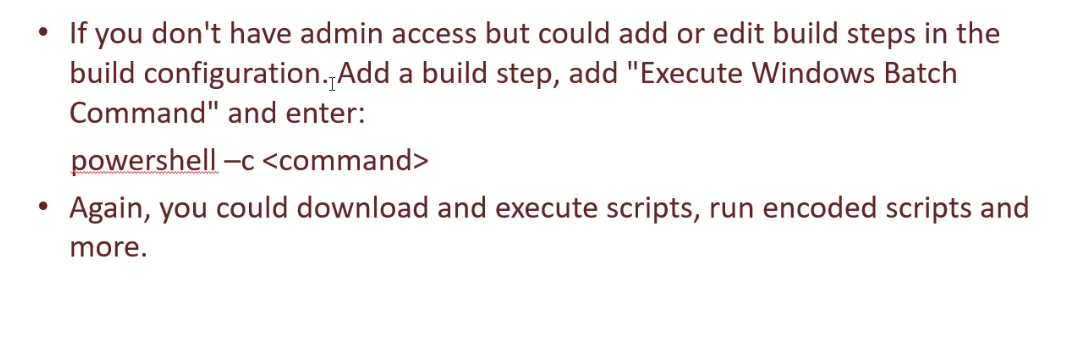 • If you don't have admin access but could add or edit build steps in the
build configuration. Add a build step, add "Execute Windows Batch
Command" and enter:
powershell –c <command>
• Again, you could download and execute scripts, run encoded scripts and
more.